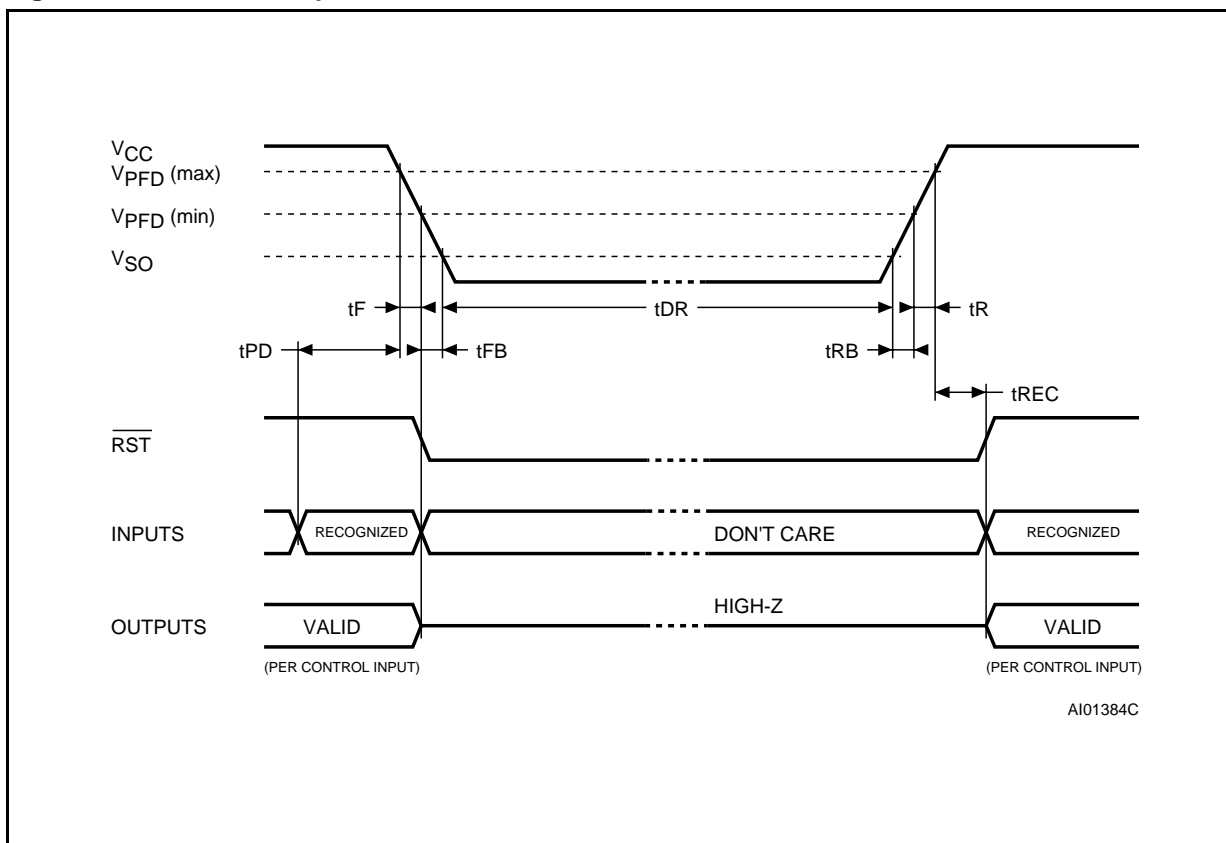 VCC
VPFD (max)
VPFD (min)
VSO
tF
tDR
tR
tPD
tFB
tRB
tREC
RST
INPUTS
RECOGNIZED
DON'T CARE
RECOGNIZED
HIGH-Z
OUTPUTS
VALID
VALID
(PER CONTROL INPUT)
(PER CONTROL INPUT)
AI01384C